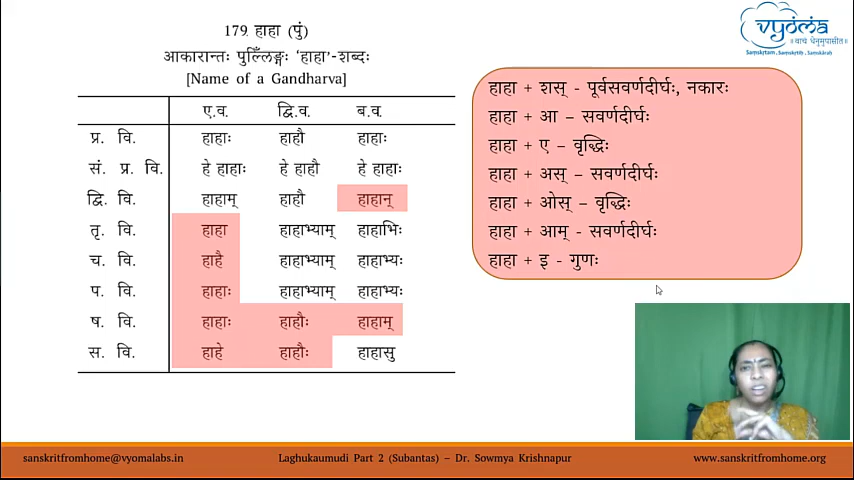 179. हाहा (पुं)
आकारान्तः पुल्लिँङ्गः ‘हाहा’-शब्दः
[Name of a Gandharva]
ए.व. द्वि.व. ब.व.
प्र. वि. हाहाः हाहौ हाहाः
सं. प्र. वि. हे हाहाः हे हाहौ हे हाहाः
द्वि. वि. हाहाम् हाहौ हाहान्
तृ. वि. हाहा हाहाभ्याम् हाहाभिः
च. वि. हाहै हाहाभ्याम् हाहाभ्यः
प. वि. हाहाः हाहाभ्याम् हाहाभ्यः
ष. वि. हाहाः हाहौः हाहाम्
स. वि. हाहे हाहौः हाहासु
vyoma
॥वाचं धेनुमुपासीत॥
Samskrtam . Samskrtih . Samskarah
हाहा + शस् - पूर्वसवर्णदीर्घः, नकारः
हाहा + आ – सवर्णदीर्घः
हाहा + ए – वृद्धिः
हाहा + अस् – सवर्णदीर्घः
हाहा + ओस् – वृद्धिः
हाहा + आम् - सवर्णदीर्घः
हाहा + इ - गुणः
sanskritfromhome@vyomalabs.in
Laghukaumudi Part 2 (Subantas) – Dr. Sowmya Krishnapur
www.sanskritfromhome.org